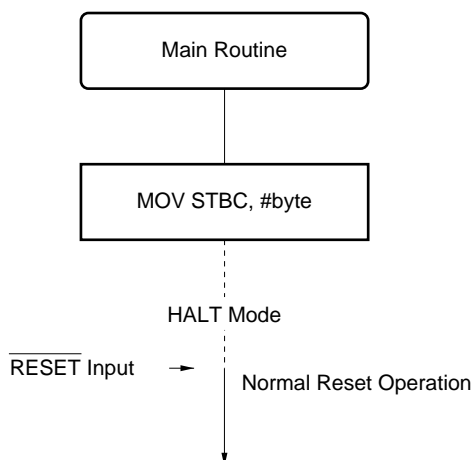 Main Routine
MOV STBC, #byte
HALT Mode
RESET Input
Normal Reset Operation